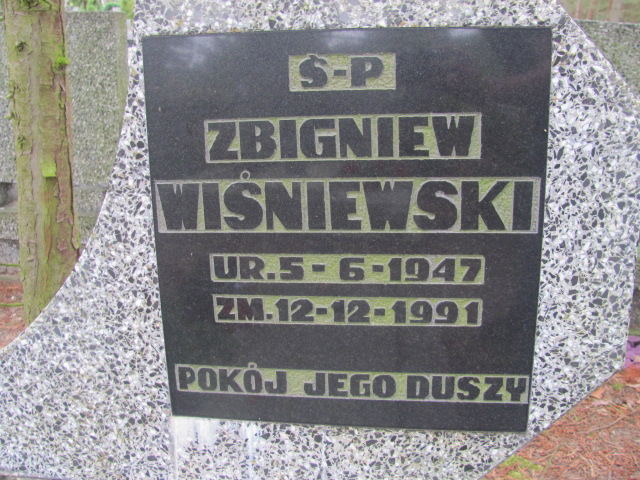 Ś-P
ZBIGNIEW
WIŚNIEWSKI
UR.5-6-1947
ZM.12-12-1991
POKÓJ JEGO DUSZY